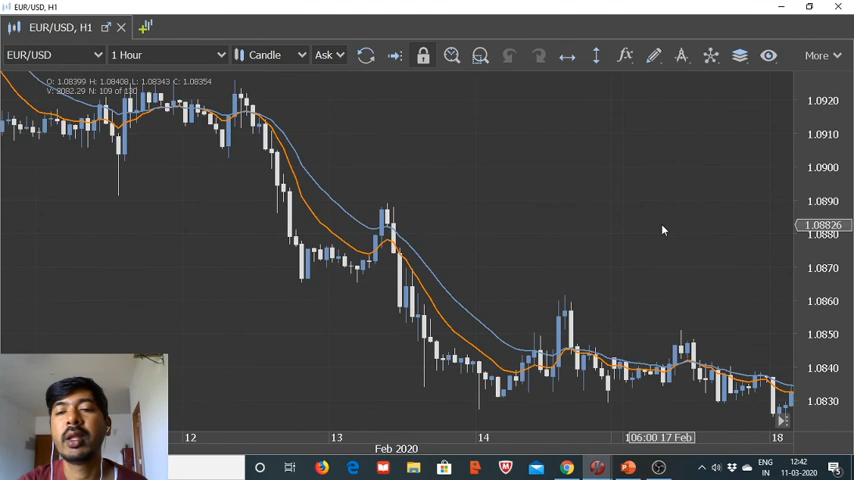 EUR/USD, H1
EUR/USD, H1
EUR/USD 1 Hour Candle Ask More
O: 1.08399 H: 1.08408 L: 1.08343 C: 1.08354
V: 2082.29 N: 109 of 130
1.0920
1.0910
1.0900
1.0890
1.08826
1.0880
1.0870
1.0860
1.0850
1.0840
1.0830
12 13 14 06:00 17 Feb 18
Feb 2020
ENG 12:42
IN 11-03-2020
5